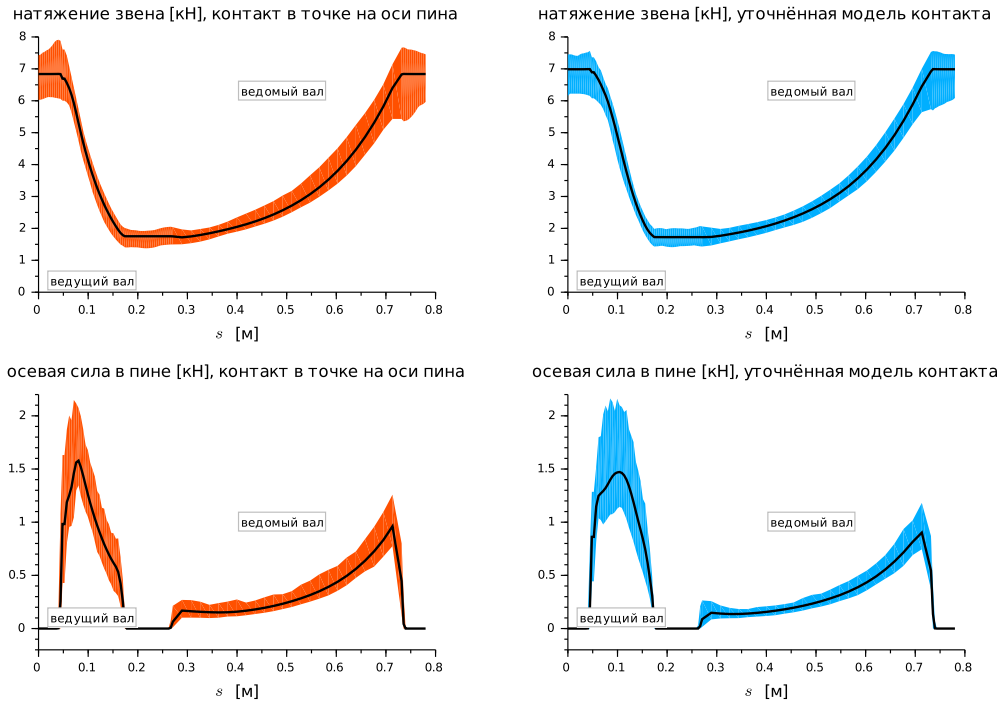 натяжение звена [кН], контакт в точке на оси пина
8
7
6
5
4
3
2
1
0
ведомый вал
ведущий вал
0 0.1 0.2 0.3 0.4 0.5 0.6 0.7 0.8
s [м]
натяжение звена [кН], уточнённая модель контакта
8
7
6
5
4
3
2
1
0
ведомый вал
ведущий вал
0 0.1 0.2 0.3 0.4 0.5 0.6 0.7 0.8
s [м]
осевая сила в пине [кН], контакт в точке на оси пина
2
1.5
1
0.5
0
ведомый вал
ведущий вал
0 0.1 0.2 0.3 0.4 0.5 0.6 0.7 0.8
s [м]
осевая сила в пине [кН], уточнённая модель контакта
2
1.5
1
0.5
0
ведомый вал
ведущий вал
0 0.1 0.2 0.3 0.4 0.5 0.6 0.7 0.8
s [м]